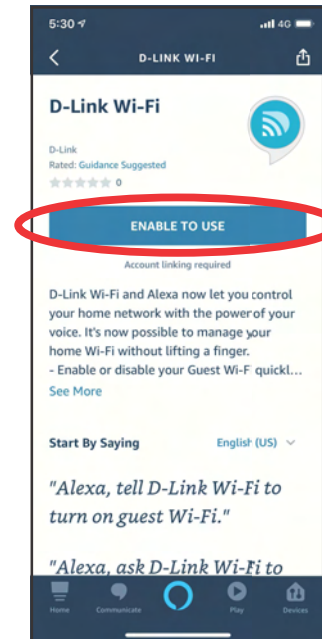 5:30
4G
D-LINK WI-FI
D-Link Wi-Fi
D-Link
Rated: Guidance Suggested
0
ENABLE TO USE
Account linking required
D-Link Wi-Fi and Alexa now let you control
your home network with the power of your
voice. It's now possible to manage your
home Wi-Fi without lifting a finger.
- Enable or disable your Guest Wi-F quickl...
See More
Start By Saying
English (US)
"Alexa, tell D-Link Wi-Fi to
turn on guest Wi-Fi."
"Alexa, ask D-Link Wi-Fi to
Home
Communicate
Play
Devices